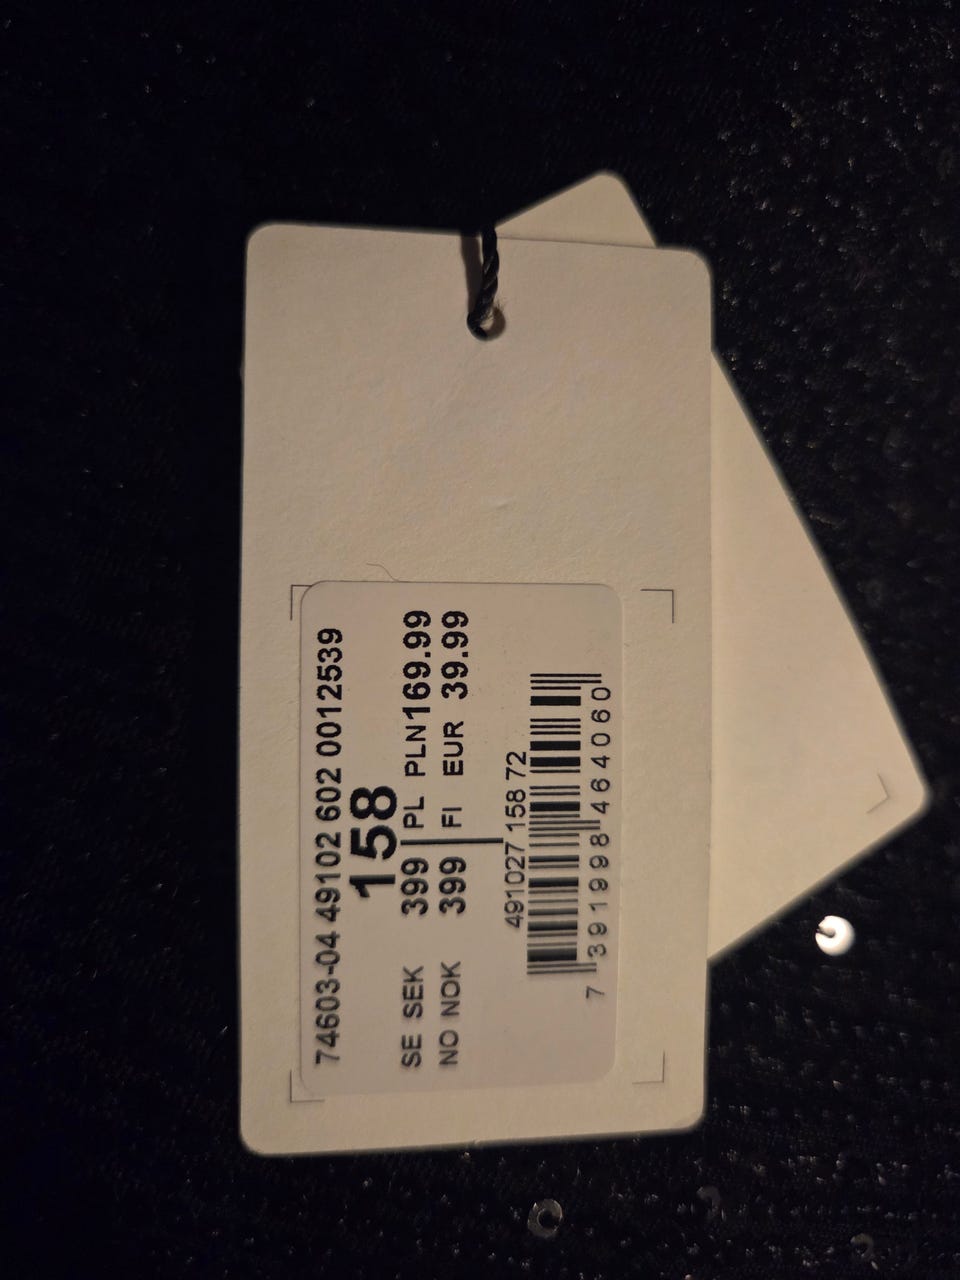 74603-04 49102 602 0012539
158
SE SEK 399 PL PLN169.99
NO NOK 399 FI EUR 39.99
491027 158 72
7 391998 464060